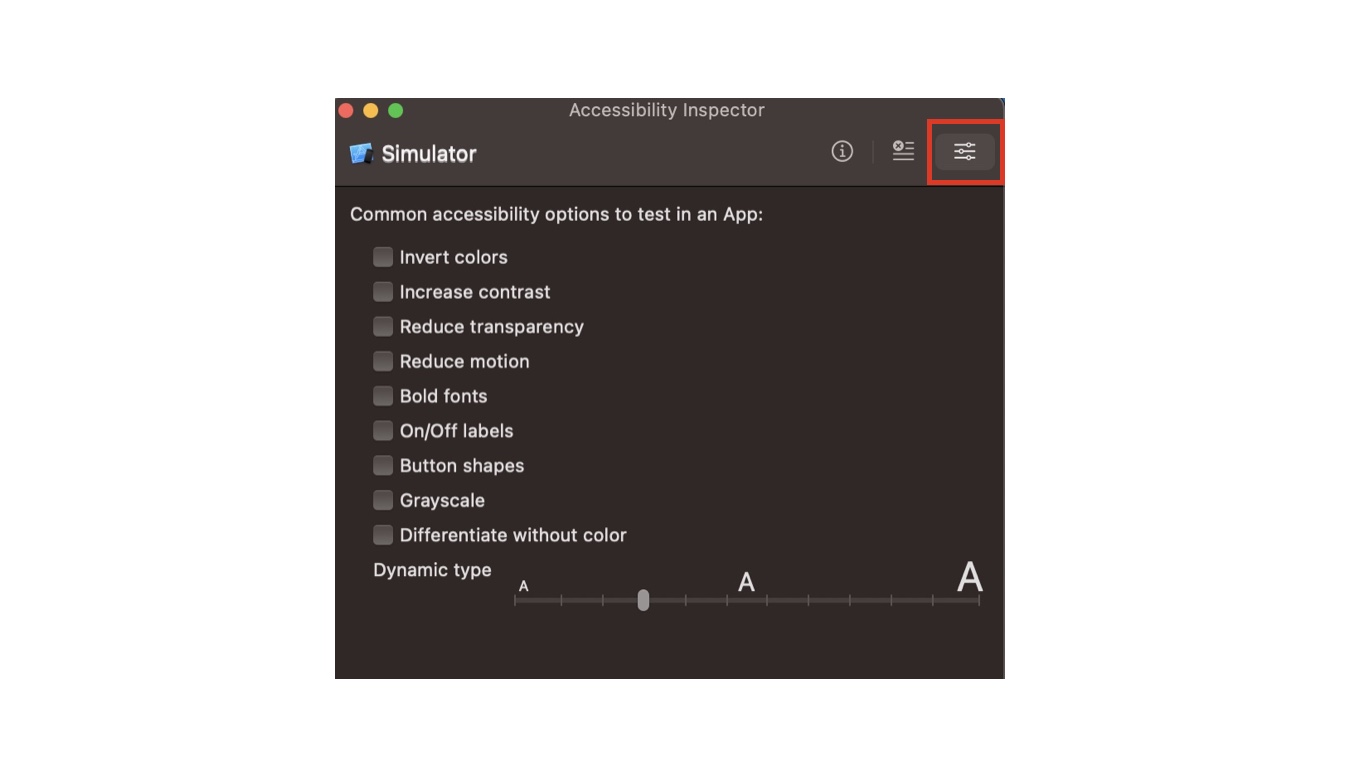 Accessibility Inspector
Simulator
Common accessibility options to test in an App:
Invert colors
Increase contrast
Reduce transparency
Reduce motion
Bold fonts
On/Off labels
Button shapes
Grayscale
Differentiate without color
Dynamic type
A A A